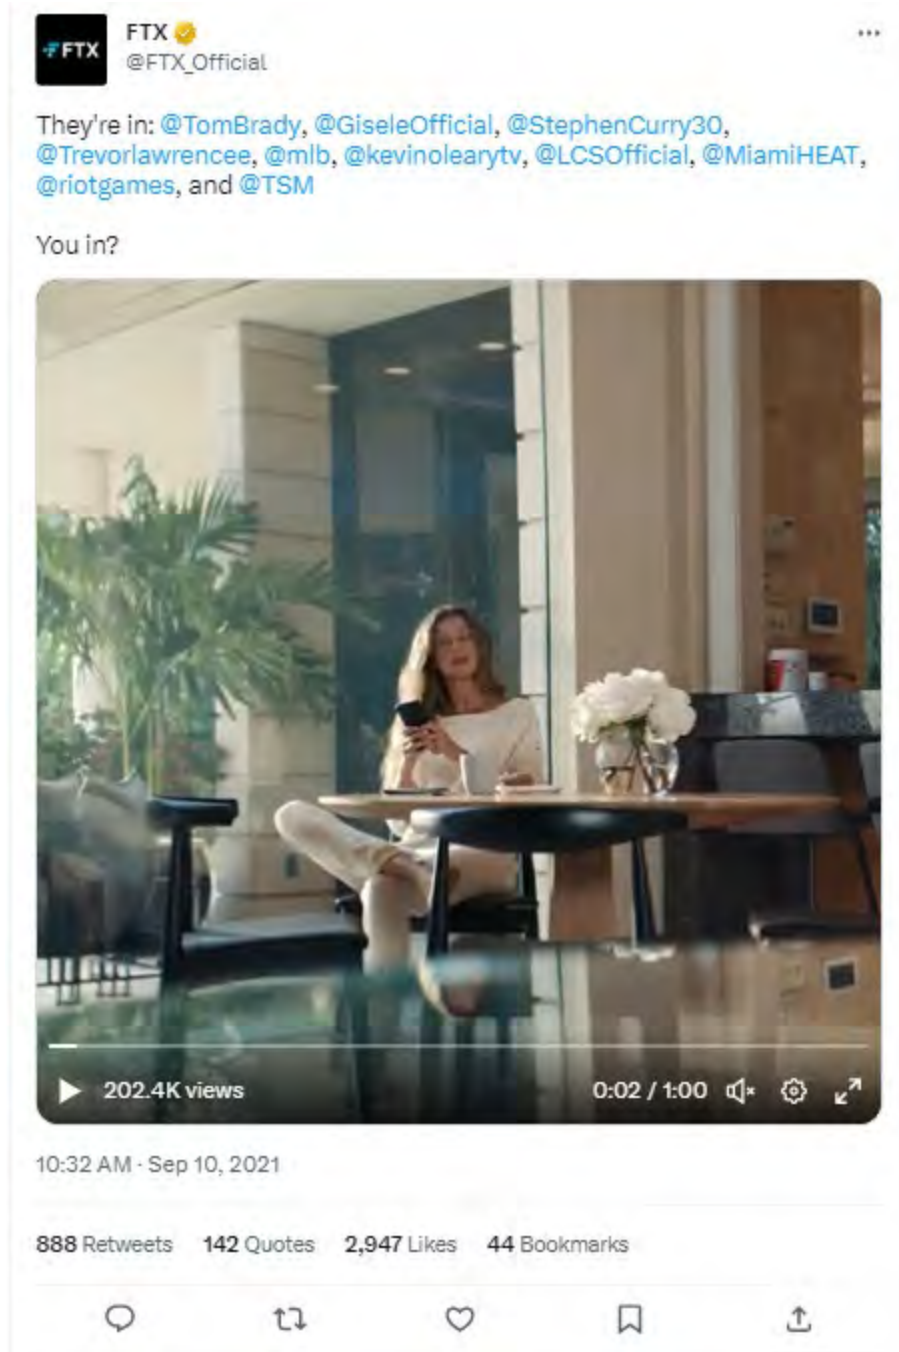 FTX
FTX
@FTX_Official
They're in: @TomBrady, @GiseleOfficial, @StephenCurry30,
@Trevorlawrencee, @mlb, @kevinolearytv, @LCSOfficial, @MiamiHEAT,
@riotgames, and @TSM
You in?
202.4K views
0:02 / 1:00
10:32 AM · Sep 10, 2021
888 Retweets 142 Quotes 2,947 Likes 44 Bookmarks